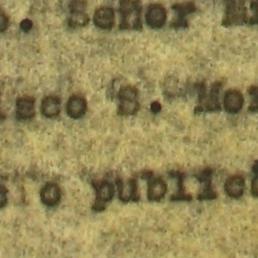 o. Señor
isco S. Mo
o public